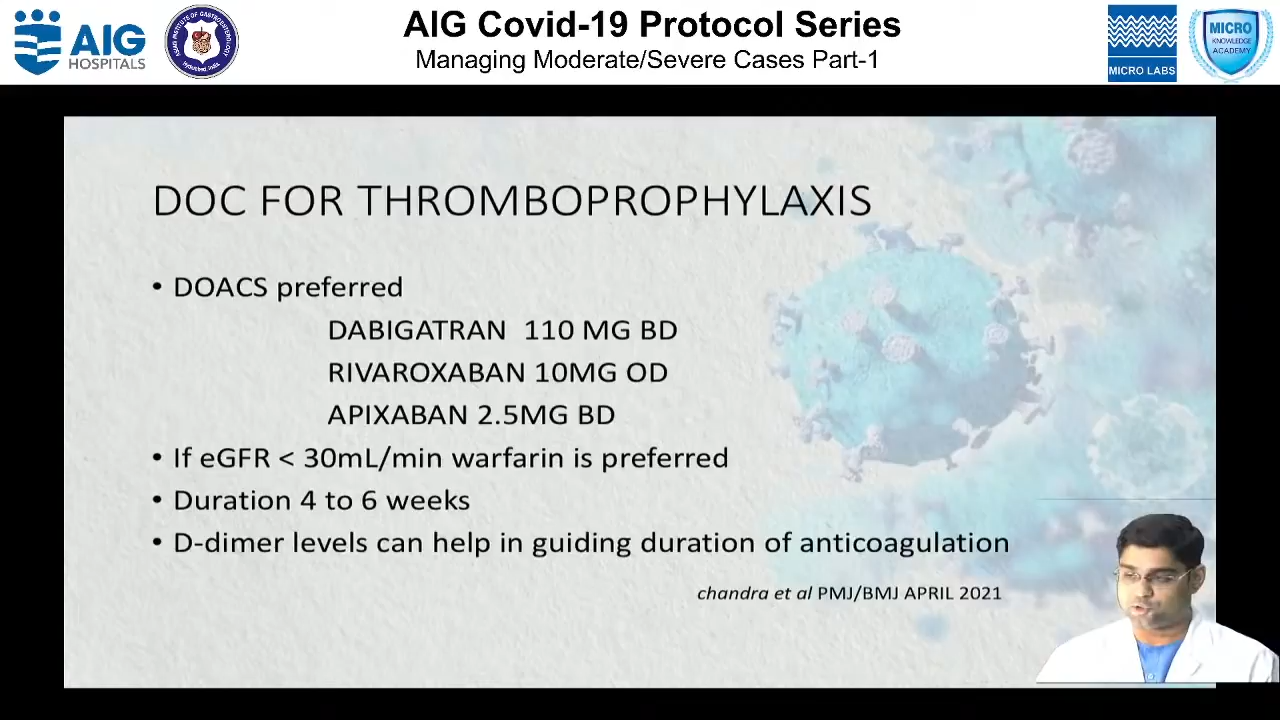 AIG
HOSPITALS
AIG Covid-19 Protocol Series
Managing Moderate/Severe Cases Part-1
MICRO LABS
MICRO
KNOWLEDGE
ACADEMY
DOC FOR THROMBOPROPHYLAXIS
• DOACS preferred
DABIGATRAN 110 MG BD
RIVAROXABAN 10MG OD
APIXABAN 2.5MG BD
• If eGFR < 30mL/min warfarin is preferred
• Duration 4 to 6 weeks
• D-dimer levels can help in guiding duration of anticoagulation
chandra et al PMJ/BMJ APRIL 2021